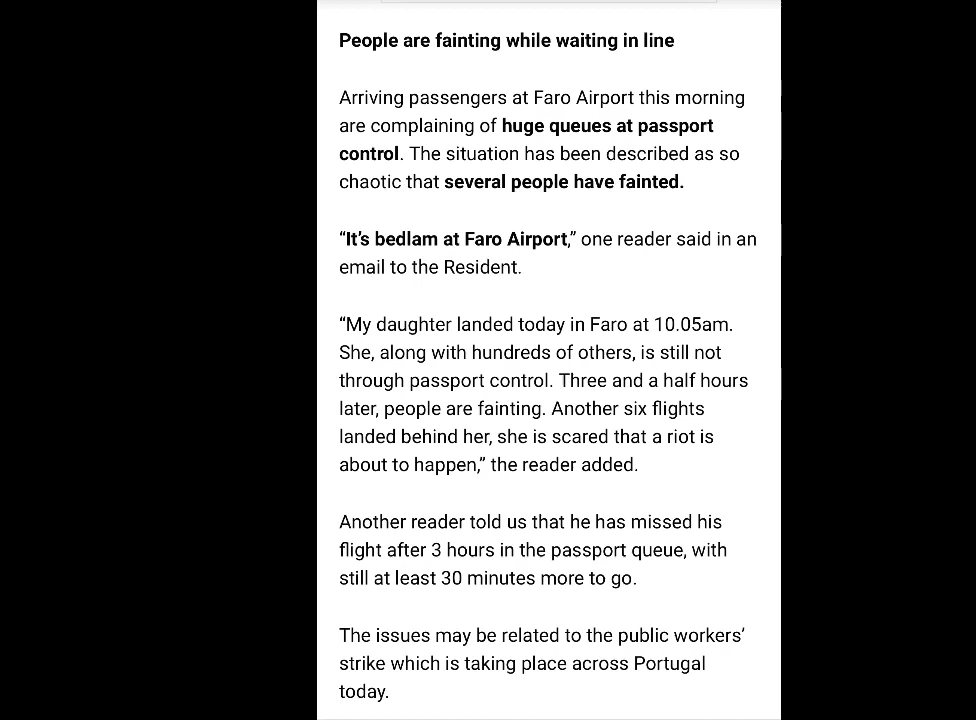 People are fainting while waiting in line
Arriving passengers at Faro Airport this morning
are complaining of huge queues at passport
control. The situation has been described as so
chaotic that several people have fainted.
“It’s bedlam at Faro Airport,” one reader said in an
email to the Resident.
“My daughter landed today in Faro at 10.05am.
She, along with hundreds of others, is still not
through passport control. Three and a half hours
later, people are fainting. Another six flights
landed behind her, she is scared that a riot is
about to happen,” the reader added.
Another reader told us that he has missed his
flight after 3 hours in the passport queue, with
still at least 30 minutes more to go.
The issues may be related to the public workers’
strike which is taking place across Portugal
today.